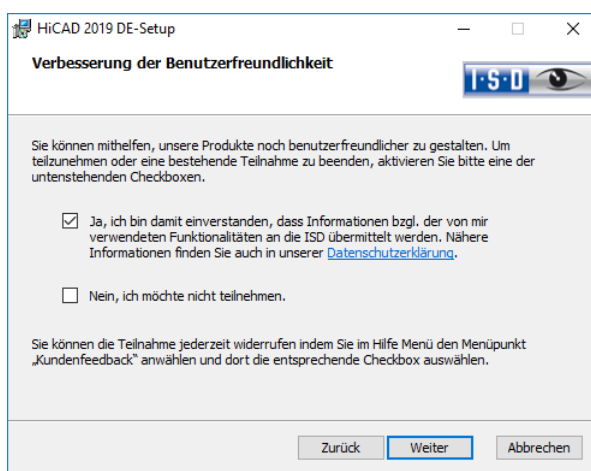 HiCAD 2019 DE-Setup
Verbesserung der Benutzerfreundlichkeit
I·S·D
Sie können mithelfen, unsere Produkte noch benutzerfreundlicher zu gestalten. Um
teilzunehmen oder eine bestehende Teilnahme zu beenden, aktivieren Sie bitte eine der
untenstehenden Checkboxen.
Ja, ich bin damit einverstanden, dass Informationen bzgl. der von mir
verwendeten Funktionalitäten an die ISD übermittelt werden. Nähere
Informationen finden Sie auch in unserer Datenschutzerklärung.
Nein, ich möchte nicht teilnehmen.
Sie können die Teilnahme jederzeit widerrufen indem Sie im Hilfe Menü den Menüpunkt
„Kundenfeedback" anwählen und dort die entsprechende Checkbox auswählen.
Zurück Weiter Abbrechen